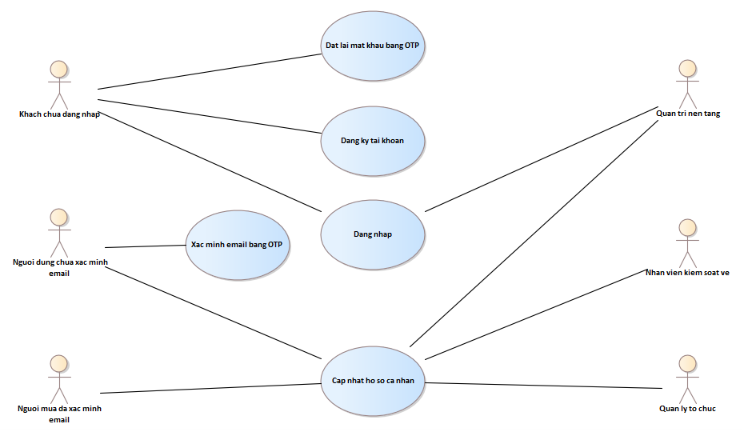 Dat lai mat khau bang OTP
Khach chua dang nhap
Quan tri nen tang
Dang ky tai khoan
Dang nhap
Xac minh email bang OTP
Nguoi dung chua xac minh
email
Nhan vien kiem soat ve
Cap nhat ho so ca nhan
Nguoi mua da xac minh
email
Quan ly to chuc